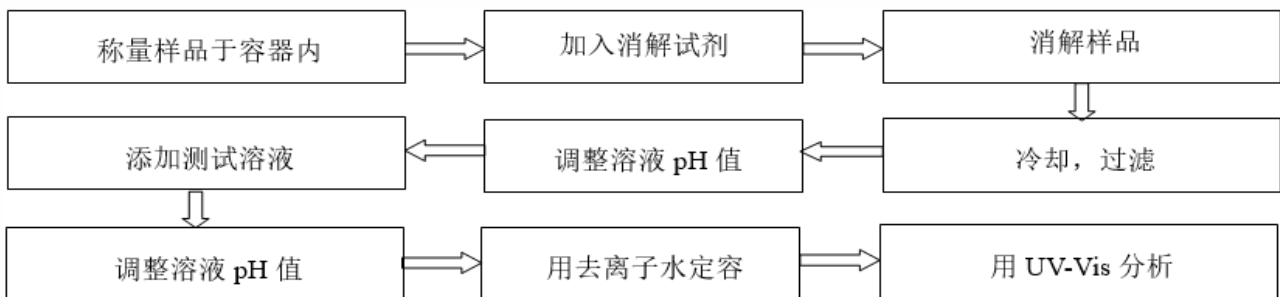 称量样品于容器内
加入消解试剂
消解样品
冷却，过滤
调整溶液 pH 值
添加测试溶液
调整溶液 pH 值
用去离子水定容
用 UV-Vis 分析